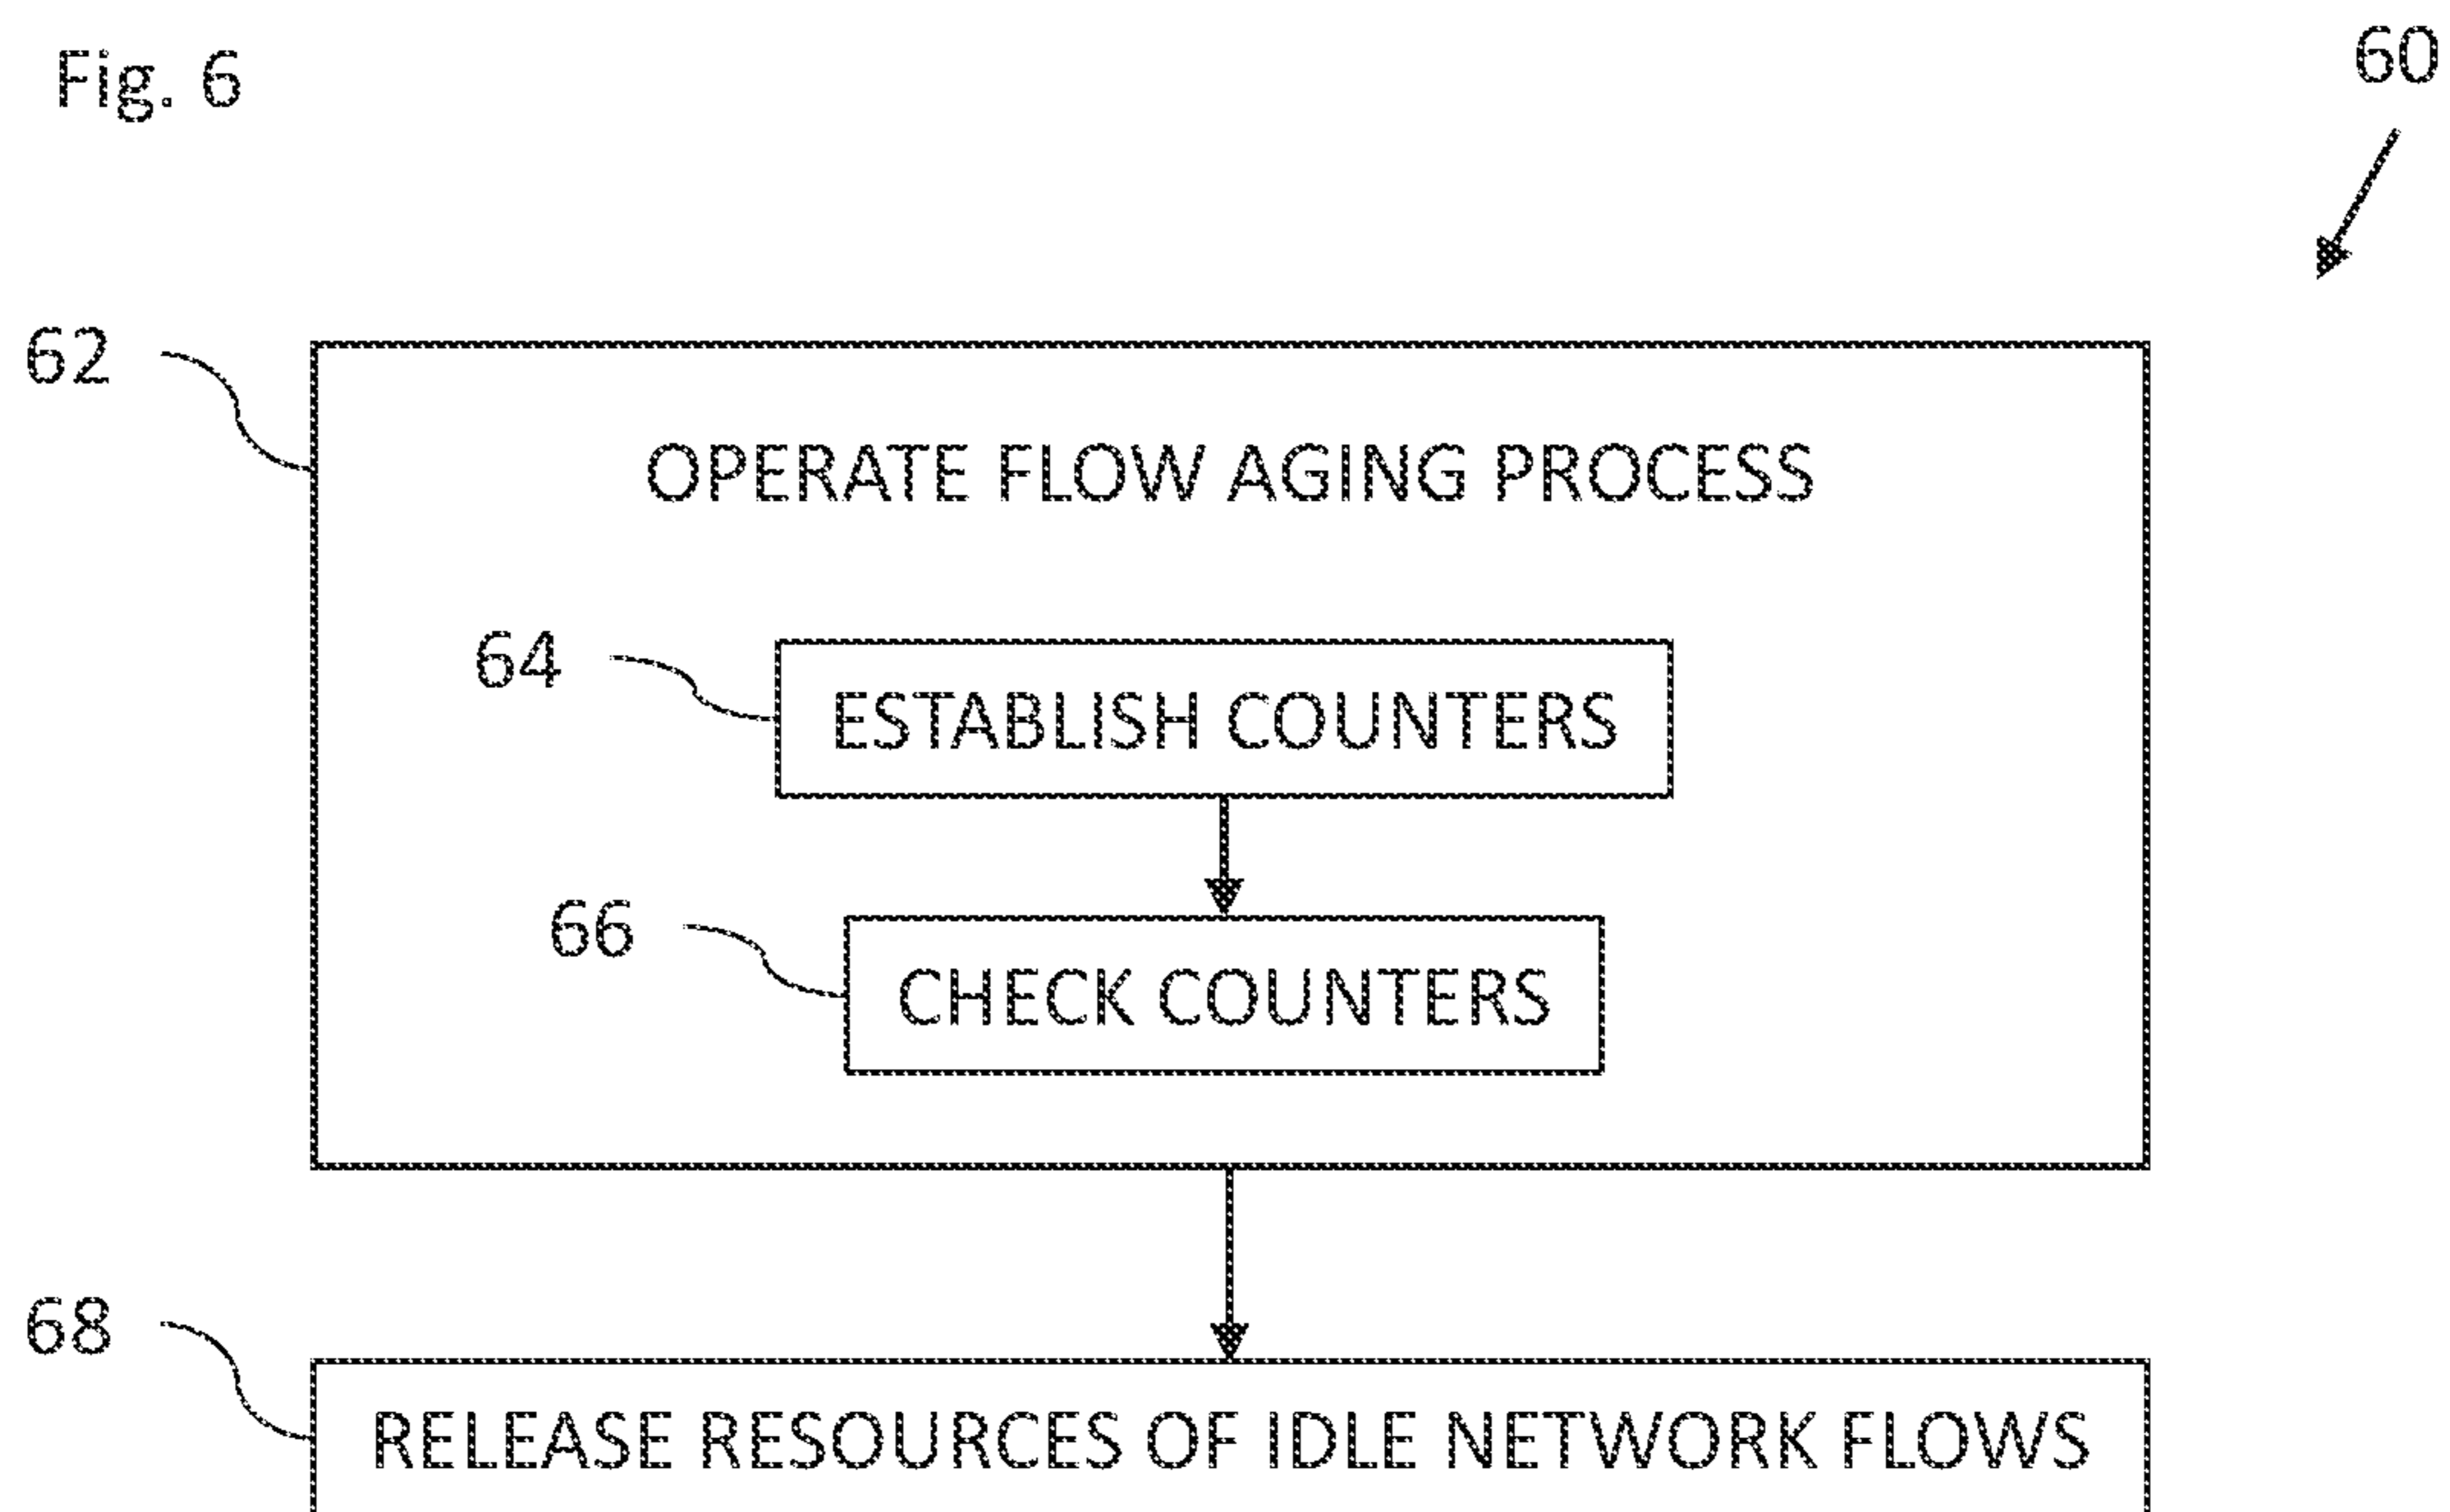 Fig. 6
60
62
OPERATE FLOW AGING PROCESS
64
ESTABLISH COUNTERS
66
CHECK COUNTERS
68
RELEASE RESOURCES OF IDLE NETWORK FLOWS